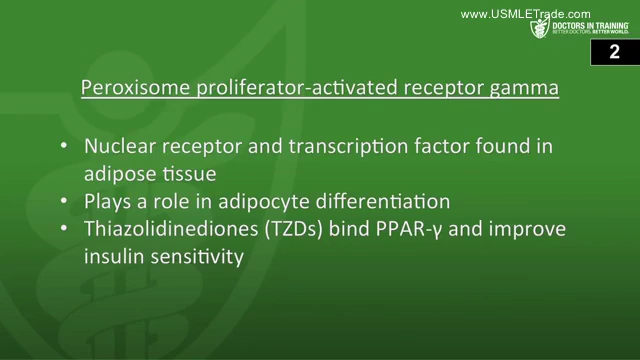 www.USMLETrade.com
DOCTORS IN TRAINING
BETTER DOCTORS. BETTER WORLD.
2
Peroxisome proliferator-activated receptor gamma
• Nuclear receptor and transcription factor found in
adipose tissue
• Plays a role in adipocyte differentiation
• Thiazolidinediones (TZDs) bind PPAR-γ and improve
insulin sensitivity